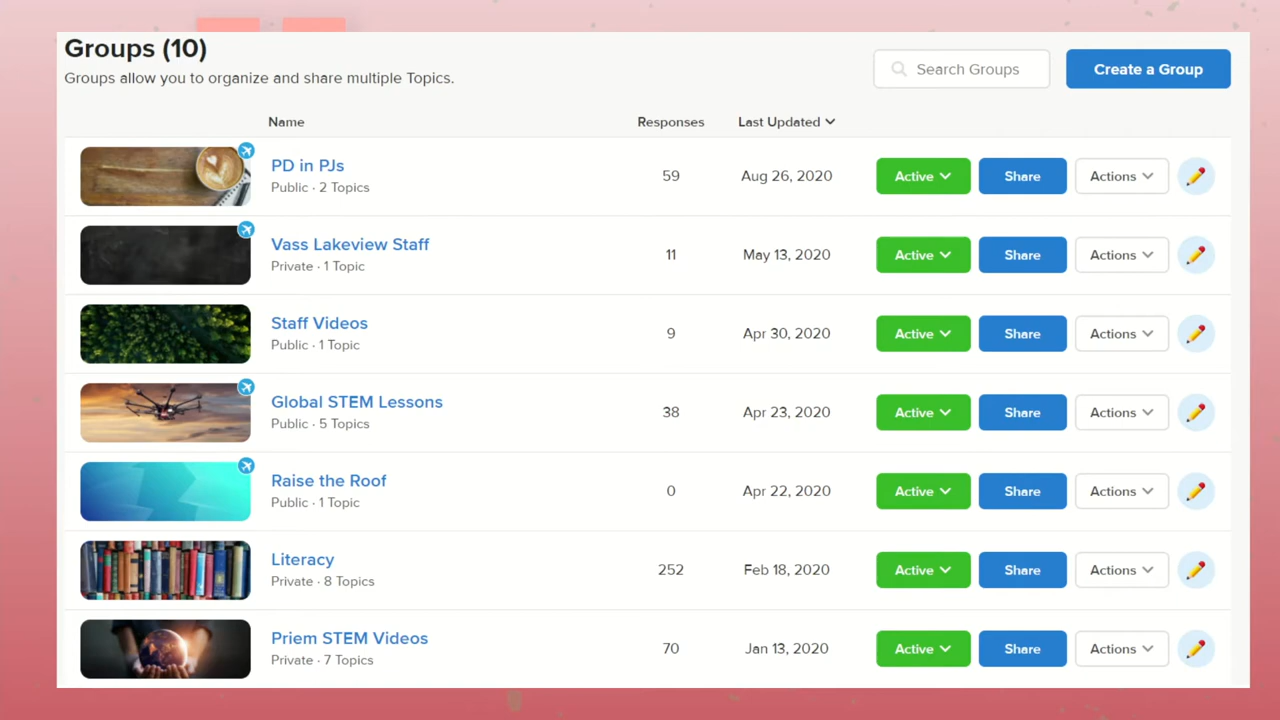 Groups (10)
Groups allow you to organize and share multiple Topics.
Search Groups
Create a Group
Name Responses Last Updated
PD in PJs
Public · 2 Topics
59 Aug 26, 2020 Active Share Actions
Vass Lakeview Staff
Private · 1 Topic
11 May 13, 2020 Active Share Actions
Staff Videos
Public · 1 Topic
9 Apr 30, 2020 Active Share Actions
Global STEM Lessons
Public · 5 Topics
38 Apr 23, 2020 Active Share Actions
Raise the Roof
Public · 1 Topic
0 Apr 22, 2020 Active Share Actions
Literacy
Private · 8 Topics
252 Feb 18, 2020 Active Share Actions
Priem STEM Videos
Private · 7 Topics
70 Jan 13, 2020 Active Share Actions